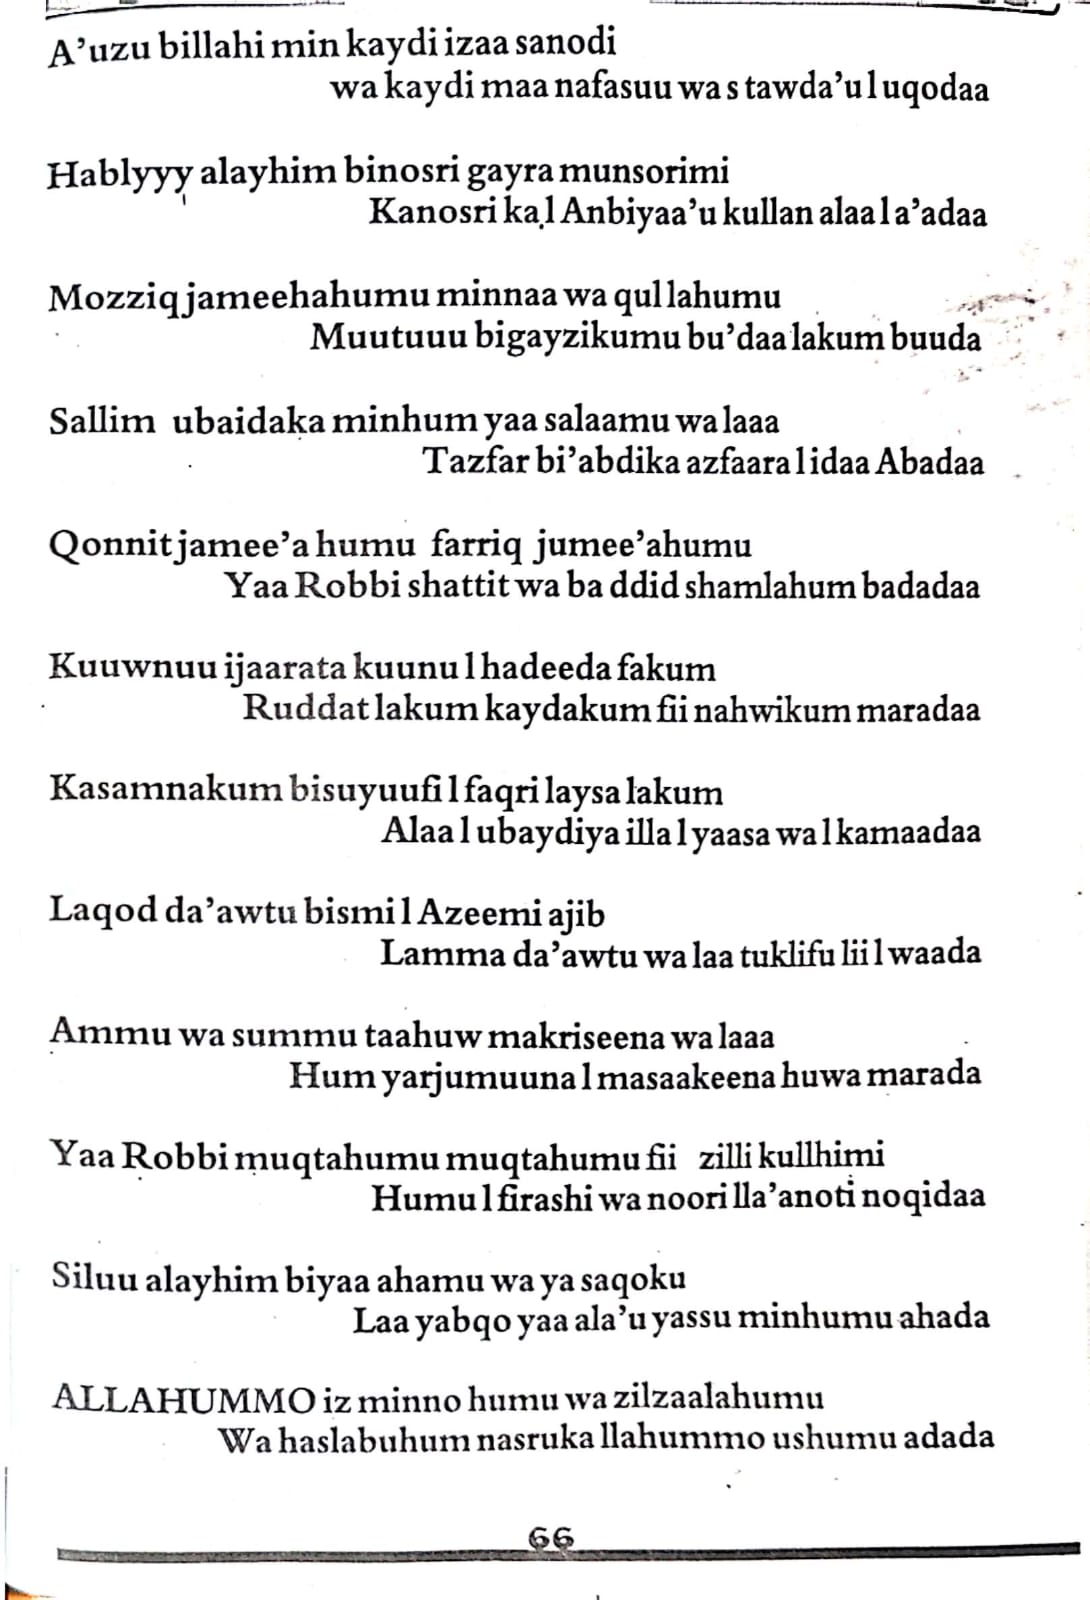 A'uzu billahi min kaydi izaa sanodi
wa kaydi maa nafasuu wa s tawda'u l uqodaa
Hablyyy alayhim binosri gayra munsorimi
Kanosri ka l Anbiyaa'u kullan alaa l a'adaa
Mozziq jameehahumu minnaa wa qul lahumu
Muutuuu bigayzikumu bu'daa lakum buuda
Sallim ubaidaka minhum yaa salaamu wa laaa
Tazfar bi'abdika azfaara l idaa Abadaa
Qonnit jamee'a humu farriq jumee'ahumu
Yaa Robbi shattit wa ba ddid shamlahum badadaa
Kuuwnuu ijaarata kuunu l hadeeda fakum
Ruddat lakum kaydakum fii nahwikum maradaa
Kasamnakum bisuyuufi l faqri laysa lakum
Alaa l ubaydiya illa l yaasa wa l kamaadaa
Laqod da'awtu bismi l Azeemi ajib
Lamma da'awtu wa laa tuklifu lii l waada
Ammu wa summu taahuw makriseena wa laaa
Hum yarjumuuna l masaakeena huwa marada
Yaa Robbi muqtahumu muqtahumu fii zilli kullhimi
Humu l firashi wa noori lla'anoti noqidaa
Siluu alayhim biyaa ahamu wa ya saqoku
Laa yabqo yaa ala'u yassu minhumu ahada
ALLAHUMMO iz minno humu wa zilzaalahumu
Wa haslabuhum nasruka llahummo ushumu adada
66